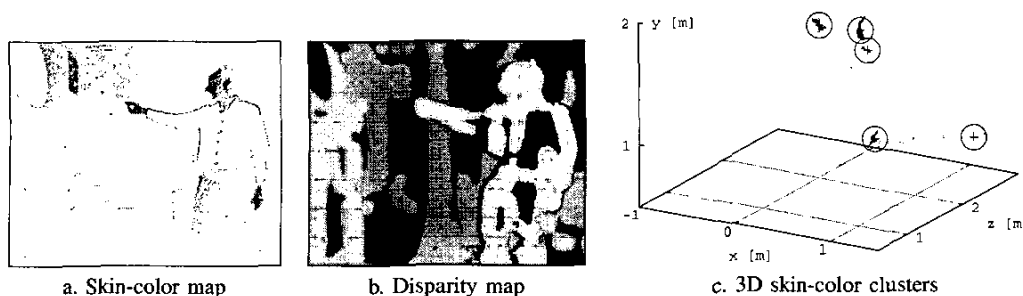 2
y [m]
1
-1
0
x [m]
1
1
2
z [m]
a. Skin-color map
b. Disparity map
c. 3D skin-color clusters